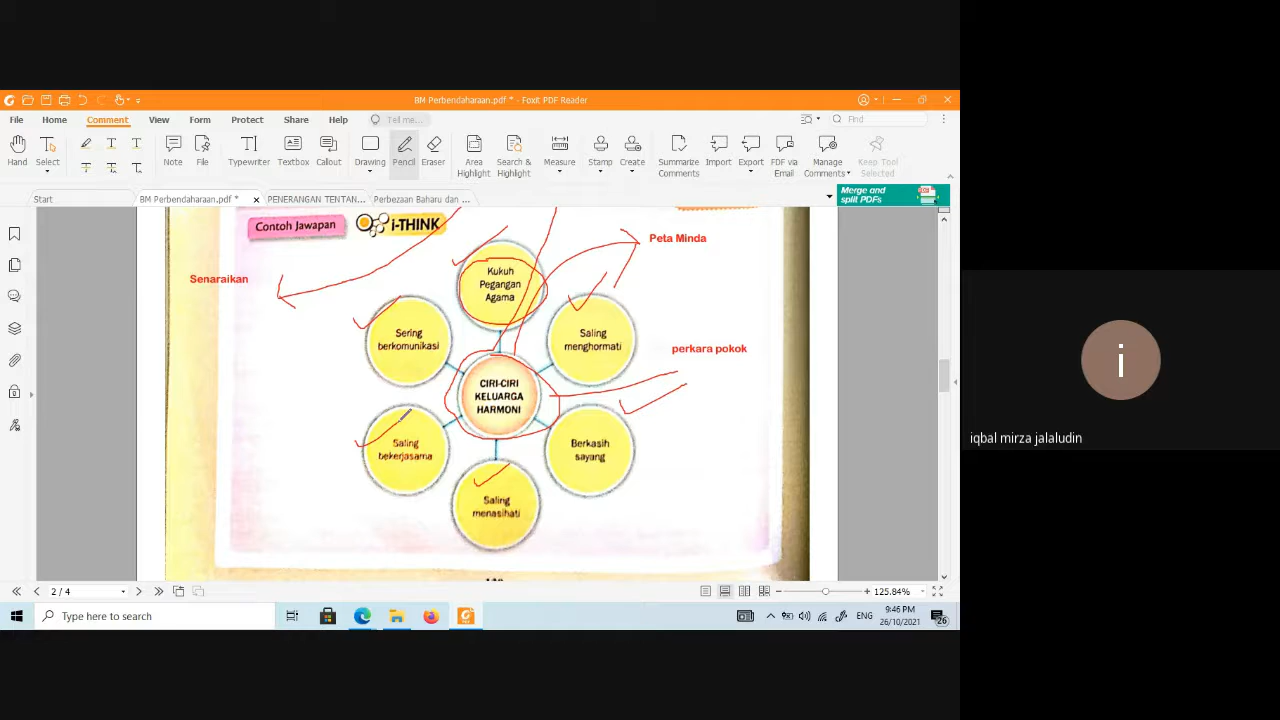 BM Perbendaharaan.pdf * - Foxit PDF Reader
File Home Comment View Form Protect Share Help Tell me... Find
Hand Select Note File Typewriter Textbox Callout Drawing Pencil Eraser Area Highlight Search & Highlight Measure Stamp Create Summarize Comments Import Export FDF via Email Manage Comments Keep Tool Selected
Start BM Perbendaharaan.pdf * PENERANGAN TENTAN... Perbezaan Baharu dan ...
Merge and
split PDFs
Contoh Jawapan i-THINK
Peta Minda
Senaraikan
Kukuh
Pegangan
Agama
Sering
berkomunikasi
Saling
menghormati
perkara pokok
CIRI-CIRI
KELUARGA
HARMONI
Saling
bekerjasama
Berkasih
sayang
Saling
menasihati
i
iqbal mirza jalaludin
2 / 4
125.84%
Type here to search
ENG
9:46 PM
26/10/2021
26